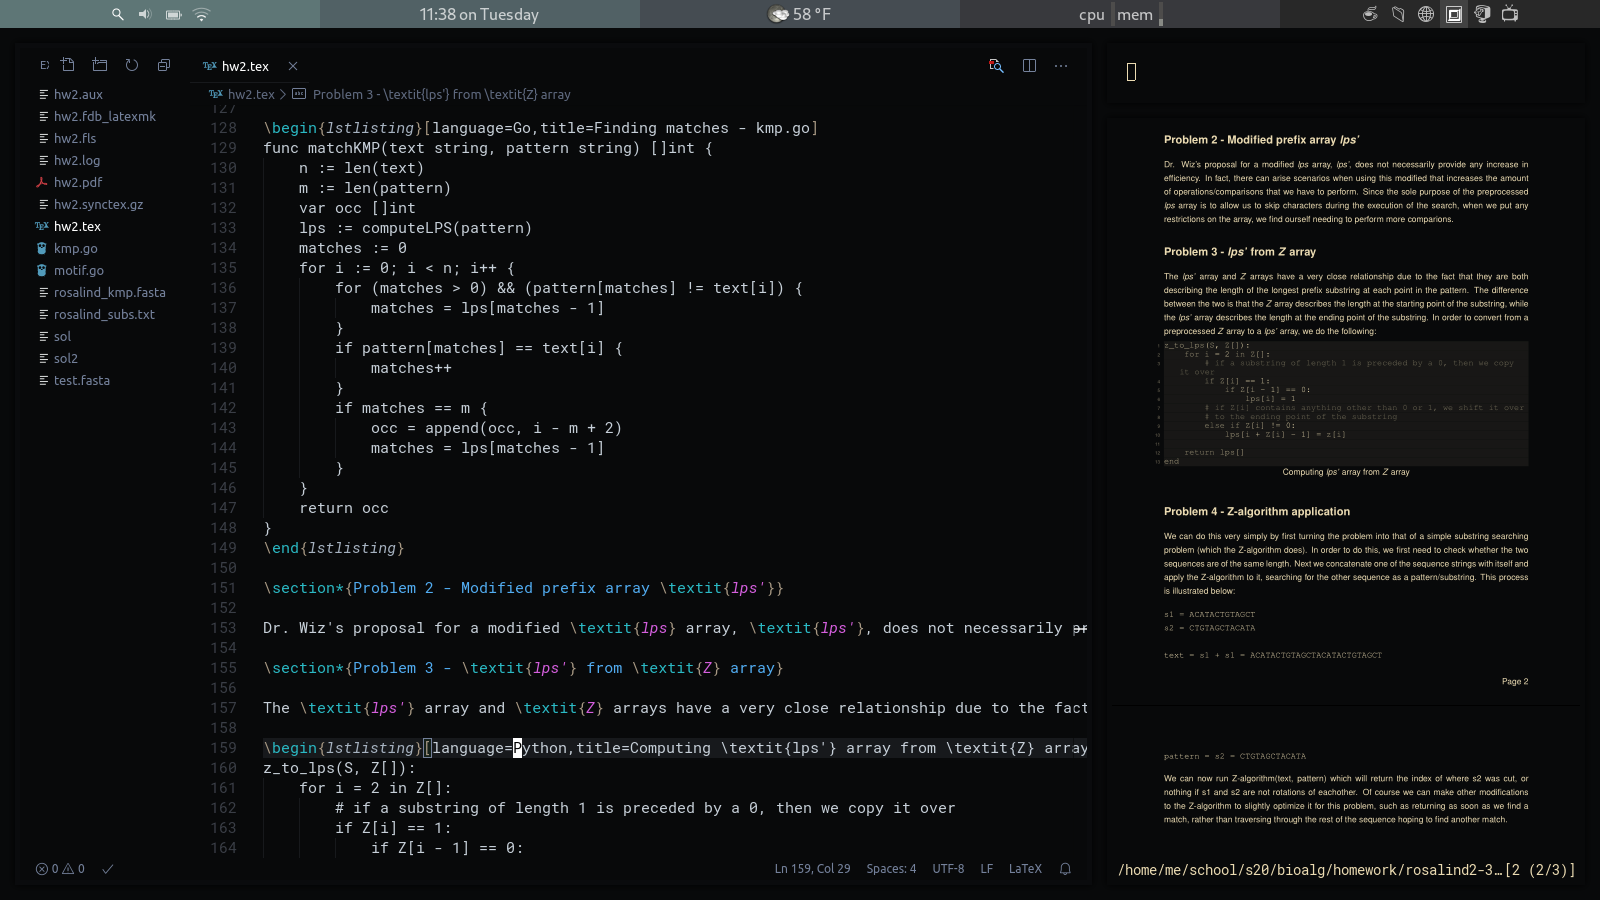 11:38 on Tuesday
58 °F
cpu
mem
hw2.aux
hw2.fdb_latexmk
hw2.fls
hw2.log
hw2.pdf
hw2.synctex.gz
hw2.tex
kmp.go
motif.go
rosalind_kmp.fasta
rosalind_subs.txt
sol
sol2
test.fasta
hw2.tex
hw2.tex > Problem 3 - \textit{lps'} from \textit{Z} array
127
128 \begin{lstlisting}[language=Go,title=Finding matches - kmp.go]
129 func matchKMP(text string, pattern string) []int {
130 n := len(text)
131 m := len(pattern)
132 var occ []int
133 lps := computeLPS(pattern)
134 matches := 0
135 for i := 0; i < n; i++ {
136 for (matches > 0) && (pattern[matches] != text[i]) {
137 matches = lps[matches - 1]
138 }
139 if pattern[matches] == text[i] {
140 matches++
141 }
142 if matches == m {
143 occ = append(occ, i - m + 2)
144 matches = lps[matches - 1]
145 }
146 }
147 return occ
148 }
149 \end{lstlisting}
150
151 \section*{Problem 2 - Modified prefix array \textit{lps'}}
152
153 Dr. Wiz's proposal for a modified \textit{lps} array, \textit{lps'}, does not necessarily pr
154
155 \section*{Problem 3 - \textit{lps'} from \textit{Z} array}
156
157 The \textit{lps'} array and \textit{Z} arrays have a very close relationship due to the fact
158
159 \begin{lstlisting}[language=Python,title=Computing \textit{lps'} array from \textit{Z} array
160 z_to_lps(S, Z[]):
161 for i = 2 in Z[]:
162 # if a substring of length 1 is preceded by a 0, then we copy it over
163 if Z[i] == 1:
164 if Z[i - 1] == 0:
0 0
Ln 159, Col 29 Spaces: 4 UTF-8 LF LaTeX
Problem 2 - Modified prefix array lps'
Dr. Wiz's proposal for a modified lps array, lps', does not necessarily provide any increase in
efficiency. In fact, there can arise scenarios when using this modified that increases the amount
of operations/comparisons that we have to perform. Since the sole purpose of the preprocessed
lps array is to allow us to skip characters during the execution of the search, when we put any
restrictions on the array, we find ourself needing to perform more comparions.
Problem 3 - lps' from Z array
The lps' array and Z arrays have a very close relationship due to the fact that they are both
describing the length of the longest prefix substring at each point in the pattern. The difference
between the two is that the Z array describes the length at the starting point of the substring, while
the lps' array describes the length at the ending point of the substring. In order to convert from a
preprocessed Z array to a lps' array, we do the following:
z_to_lps(S, Z[]):
for i = 2 in Z[]:
# if a substring of length 1 is preceded by a 0, then we copy
it over
if Z[i] == 1:
if Z[i - 1] == 0:
lps[i] = 1
# if Z[i] contains anything other than 0 or 1, we shift it over
# to the ending point of the substring
else if Z[i] != 0:
lps[i + Z[i] - 1] = z[i]
return lps[]
end
Computing lps' array from Z array
Problem 4 - Z-algorithm application
We can do this very simply by first turning the problem into that of a simple substring searching
problem (which the Z-algorithm does). In order to do this, we first need to check whether the two
sequences are of the same length. Next we concatenate one of the sequence strings with itself and
apply the Z-algorithm to it, searching for the other sequence as a pattern/substring. This process
is illustrated below:
s1 = ACATACTGTAGCT
s2 = CTGTAGCTACATA
text = s1 + s1 = ACATACTGTAGCTACATACTGTAGCT
Page 2
pattern = s2 = CTGTAGCTACATA
We can now run Z-algorithm(text, pattern) which will return the index of where s2 was cut, or
nothing if s1 and s2 are not rotations of eachother. Of course we can make other modifications
to the Z-algorithm to slightly optimize it for this problem, such as returning as soon as we find a
match, rather than traversing through the rest of the sequence hoping to find another match.
/home/me/school/s20/bioalg/homework/rosalind2-3…[2 (2/3)]